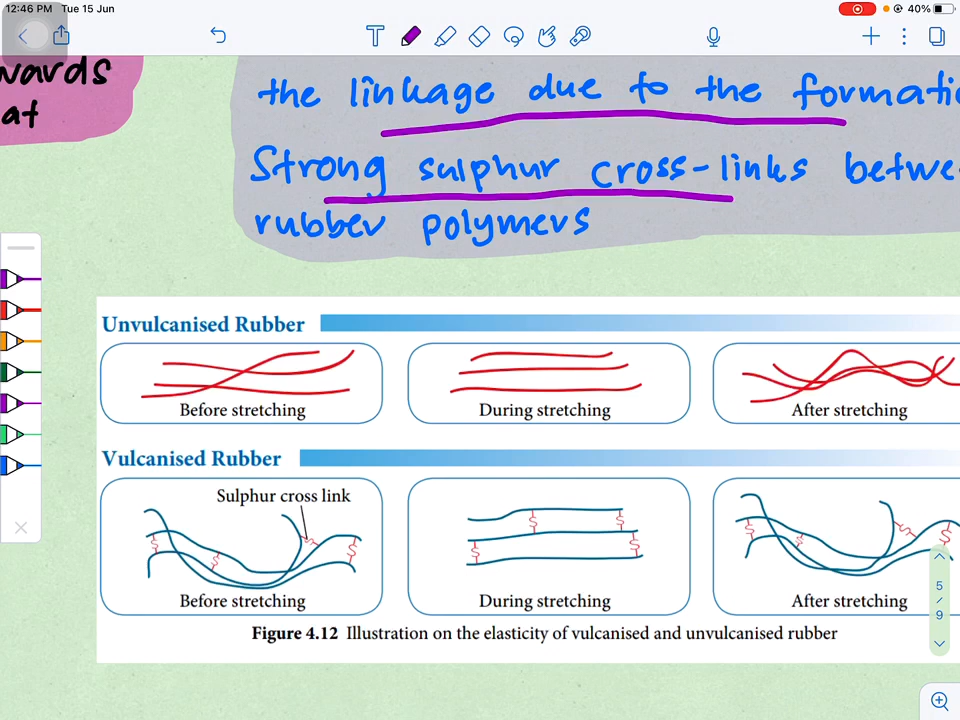 12:46 PM Tue 15 Jun
40%
wards
at
the linkage due to the
Strong sulphur cross-links
rubber polymers
Unvulcanised Rubber
Before stretching
During stretching
After stretching
Vulcanised Rubber
Sulphur cross link
Before stretching
During stretching
After stretching
Figure 4.12 Illustration on the elasticity of vulcanised and unvulcanised rubber
5
/
9